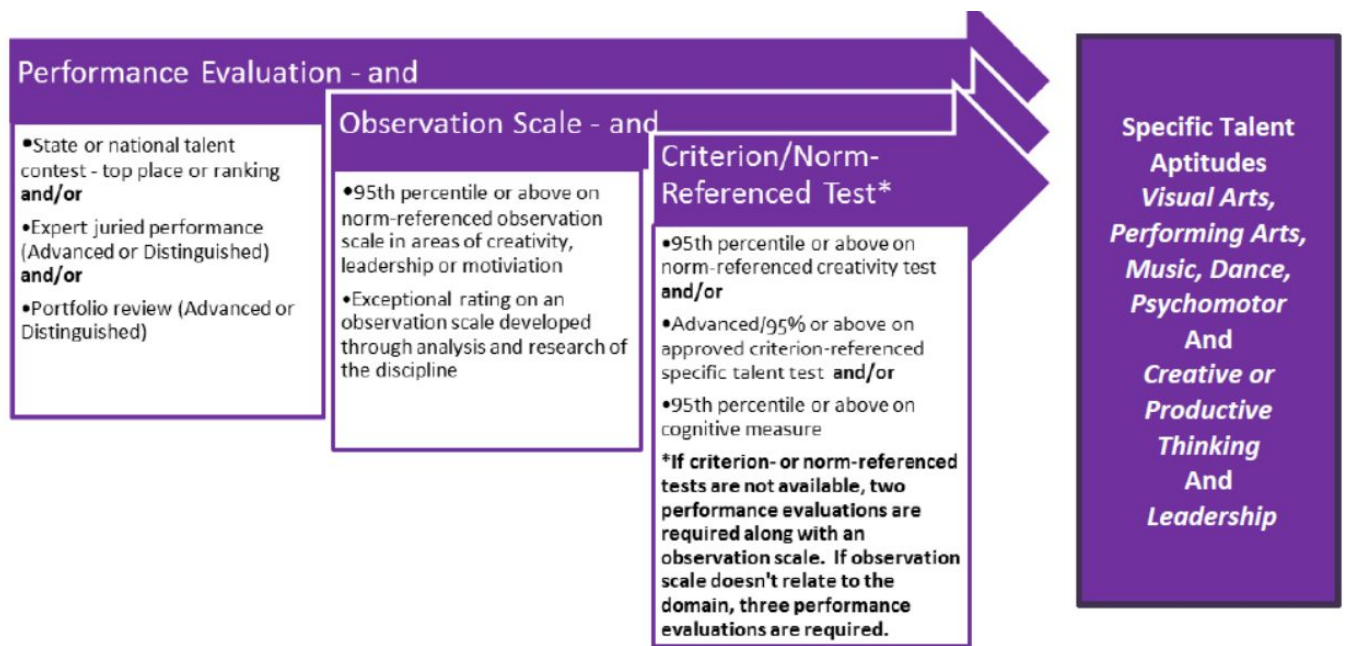 Performance Evaluation - and
•State or national talent
contest - top place or ranking
and/or
•Expert juried performance
(Advanced or Distinguished)
and/or
•Portfolio review (Advanced or
Distinguished)
Observation Scale - and
•95th percentile or above on
norm-referenced observation
scale in areas of creativity,
leadership or motiviation
•Exceptional rating on an
observation scale developed
through analysis and research of
the discipline
Criterion/Norm-
Referenced Test*
•95th percentile or above on
norm-referenced creativity test
and/or
•Advanced/95% or above on
approved criterion-referenced
specific talent test and/or
•95th percentile or above on
cognitive measure
*If criterion- or norm-referenced
tests are not available, two
performance evaluations are
required along with an
observation scale. If observation
scale doesn't relate to the
domain, three performance
evaluations are required.
Specific Talent
Aptitudes
Visual Arts,
Performing Arts,
Music, Dance,
Psychomotor
And
Creative or
Productive
Thinking
And
Leadership